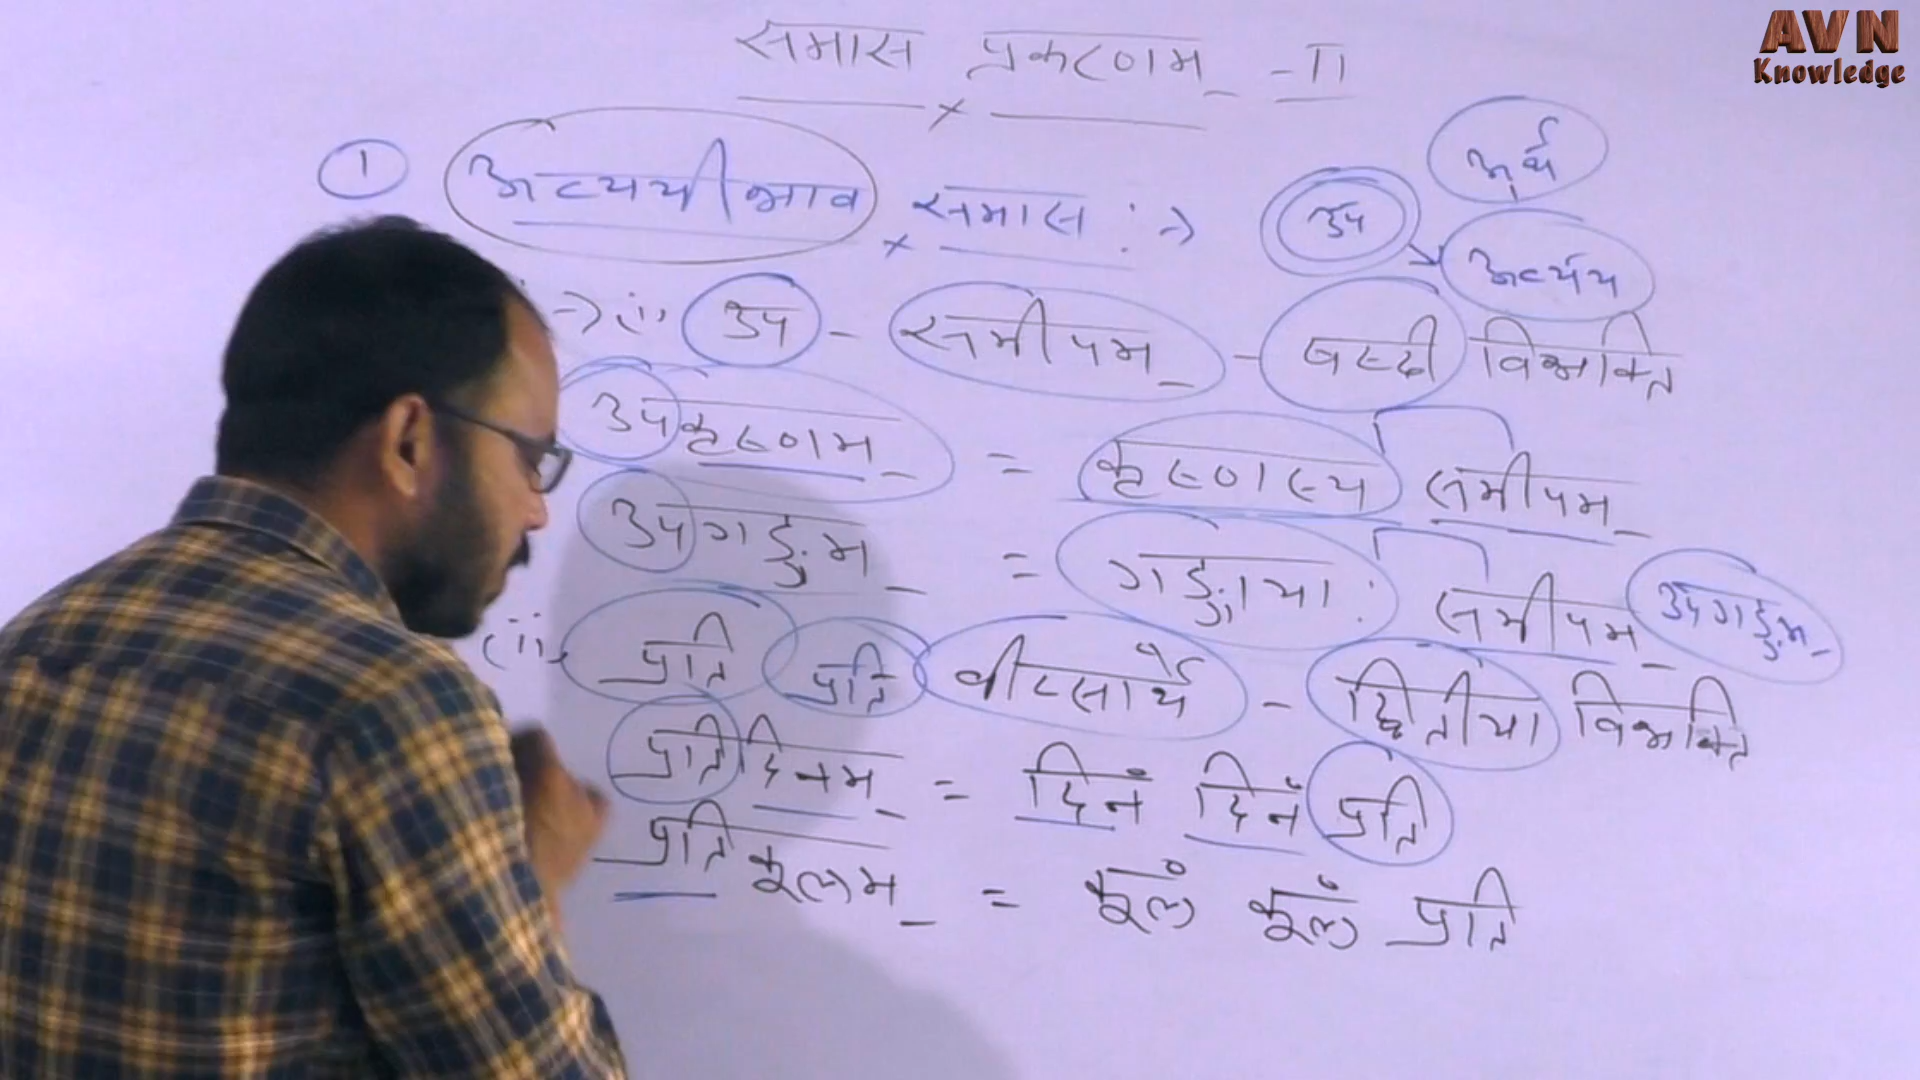 AVN
Knowledge
समास प्रकरणम् - II
1 अव्ययीभाव समास :→ उप अव्यय
अर्थ
→ (i) उप - समीपम् - षष्ठी विभक्ति
उपकृष्णम् = कृष्णस्य समीपम्
उपगङ्गम् = गङ्गायाः समीपम् उपगङ्गम्
(ii) प्रति प्रति वीप्सार्थे - द्वितीया विभक्ति
प्रतिदिनम् = दिनं दिनं प्रति
प्रतिकूलम् = कूलं कूलं प्रति